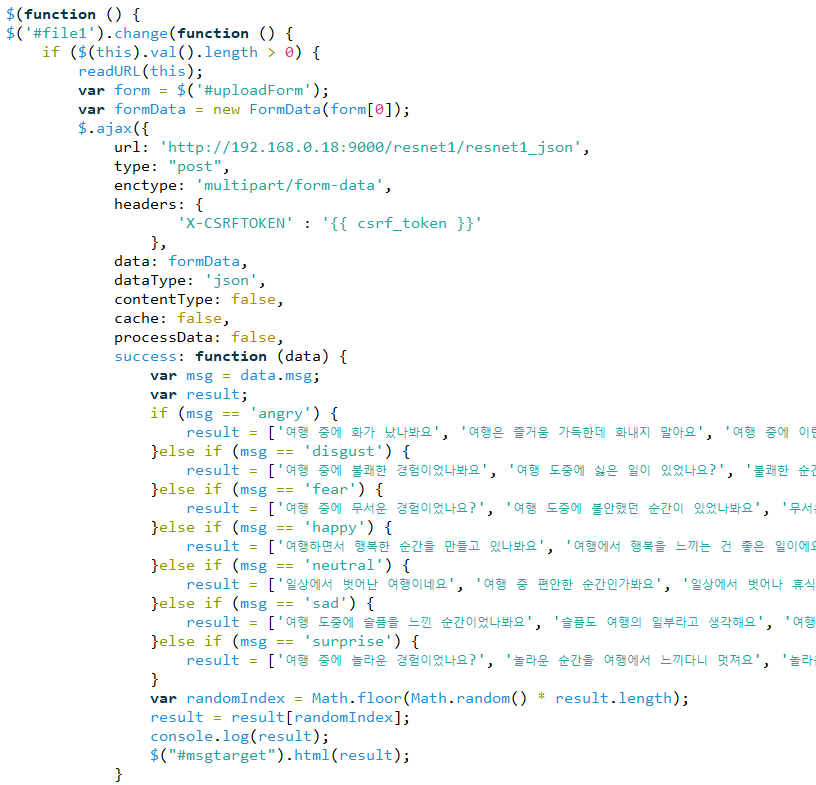 $(function () {
$('#file1').change(function () {
    if ($(this).val().length > 0) {
        readURL(this);
        var form = $('#uploadForm');
        var formData = new FormData(form[0]);
        $.ajax({
            url: 'http://192.168.0.18:9000/resnet1/resnet1_json',
            type: "post",
            enctype: 'multipart/form-data',
            headers: {
                   'X-CSRFTOKEN' : '{{ csrf_token }}'
                },
            data: formData,
            dataType: 'json',
            contentType: false,
            cache: false,
            processData: false,
            success: function (data) {
                var msg = data.msg;
                var result;
                if (msg == 'angry') {
                    result = ['여행 중에 화가 났나봐요', '여행은 즐거움 가득한데 화내지 말아요', '여행 중에 이런
                }else if (msg == 'disgust') {
                    result = ['여행 중에 불쾌한 경험이었나봐요', '여행 도중에 싫은 일이 있었나요?', '불쾌한 순간
                }else if (msg == 'fear') {
                    result = ['여행 중에 무서운 경험이었나요?', '여행 도중에 불안했던 순간이 있었나봐요', '무서운
                }else if (msg == 'happy') {
                    result = ['여행하면서 행복한 순간을 만들고 있나봐요', '여행에서 행복을 느끼는 건 좋은 일이에요
                }else if (msg == 'neutral') {
                    result = ['일상에서 벗어난 여행이네요', '여행 중 편안한 순간인가봐요', '일상에서 벗어나 휴식
                }else if (msg == 'sad') {
                    result = ['여행 도중에 슬픔을 느낀 순간이었나봐요', '슬픔도 여행의 일부라고 생각해요', '여행
                }else if (msg == 'surprise') {
                    result = ['여행 중에 놀라운 경험이었나요?', '놀라운 순간을 여행에서 느끼다니 멋져요', '놀라운
                }
                var randomIndex = Math.floor(Math.random() * result.length);
                result = result[randomIndex];
                console.log(result);
                $("#msgtarget").html(result);
            }